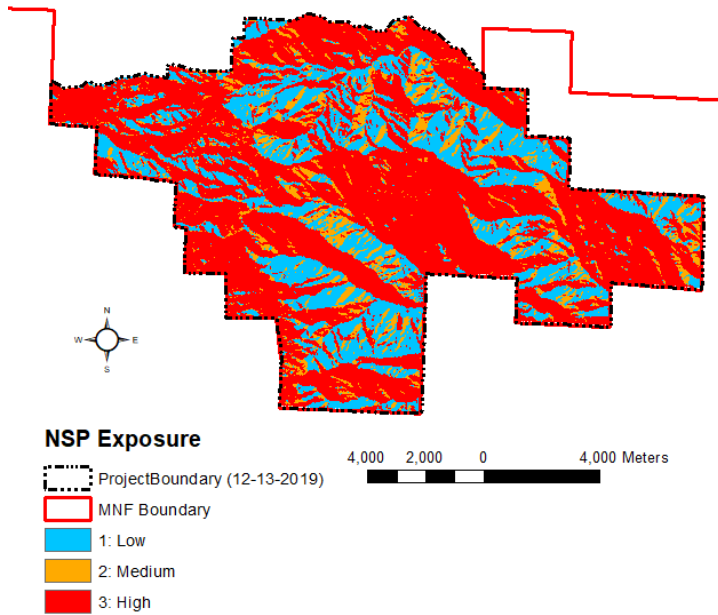 N
W E
S
NSP Exposure
ProjectBoundary (12-13-2019)
MNF Boundary
1: Low
2: Medium
3: High
4,000 2,000 0 4,000 Meters